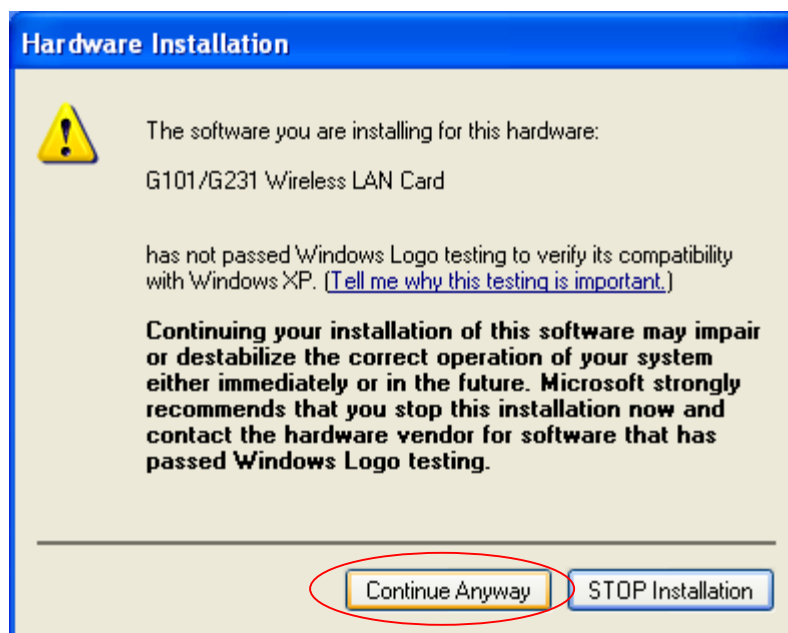 Hardware Installation
The software you are installing for this hardware:
G101/G231 Wireless LAN Card
has not passed Windows Logo testing to verify its compatibility
with Windows XP. (Tell me why this testing is important.)
Continuing your installation of this software may impair
or destabilize the correct operation of your system
either immediately or in the future. Microsoft strongly
recommends that you stop this installation now and
contact the hardware vendor for software that has
passed Windows Logo testing.
Continue Anyway STOP Installation